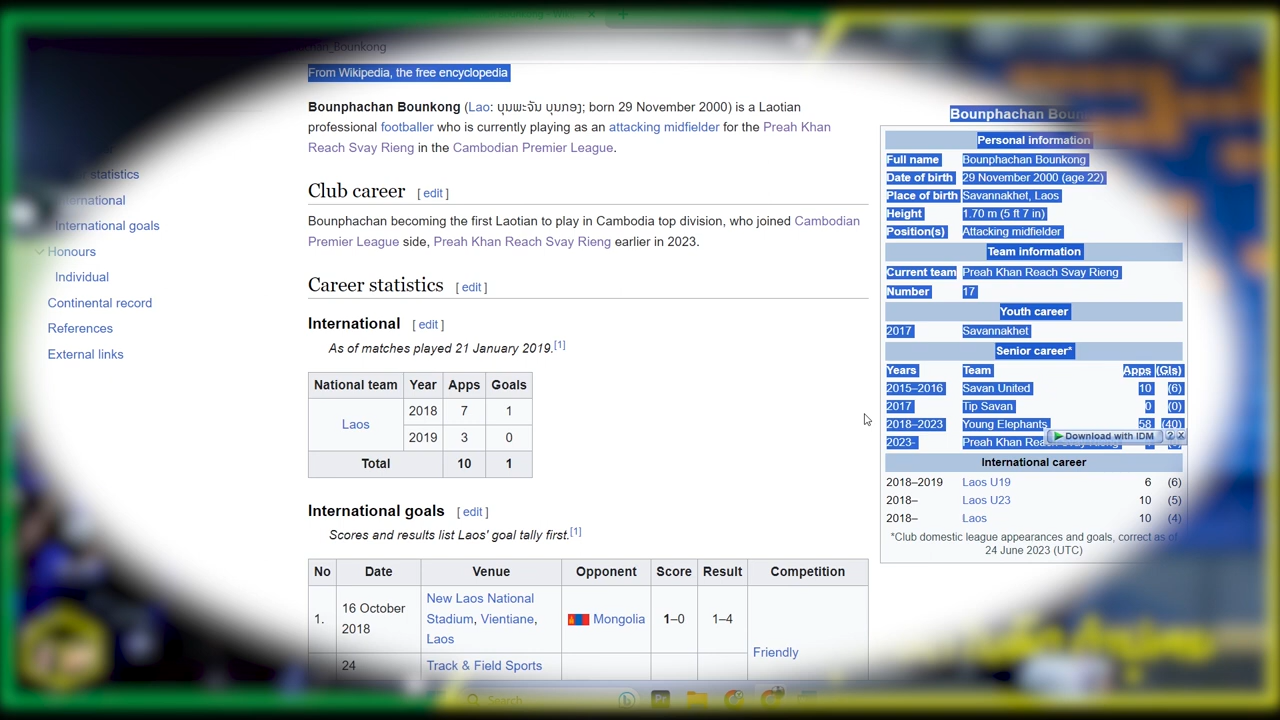 From Wikipedia, the free encyclopedia
Bounphachan Bounkong (Lao: ບຸນພະຈັນ ບຸນກອງ; born 29 November 2000) is a Laotian
professional footballer who is currently playing as an attacking midfielder for the Preah Khan
Reach Svay Rieng in the Cambodian Premier League.
Club career [ edit ]
Bounphachan becoming the first Laotian to play in Cambodia top division, who joined Cambodian
Premier League side, Preah Khan Reach Svay Rieng earlier in 2023.
Career statistics [ edit ]
International [ edit ]
As of matches played 21 January 2019.[1]
National team Year Apps Goals
Laos 2018 7 1
2019 3 0
Total 10 1
International goals [ edit ]
Scores and results list Laos' goal tally first.[1]
No Date Venue Opponent Score Result Competition
1. 16 October 2018 New Laos National Stadium, Vientiane, Laos Mongolia 1–0 1–4 Friendly
24 Track & Field Sports
statistics
International
International goals
Honours
Individual
Continental record
References
External links
Bounphachan
Personal information
Full name Bounphachan Bounkong
Date of birth 29 November 2000 (age 22)
Place of birth Savannakhet, Laos
Height 1.70 m (5 ft 7 in)
Position(s) Attacking midfielder
Team information
Current team Preah Khan Reach Svay Rieng
Number 17
Youth career
2017 Savannakhet
Senior career*
Years Team Apps (Gls)
2015–2016 Savan United 10 (6)
2017 Tip Savan 0 (0)
2018–2023 Young Elephants 58 (40)
Download with IDM ? X
2023- Preah Khan Reach Svay Rieng
International career
2018–2019 Laos U19 6 (6)
2018– Laos U23 10 (5)
2018– Laos 10 (4)
*Club domestic league appearances and goals, correct as of
24 June 2023 (UTC)
Search